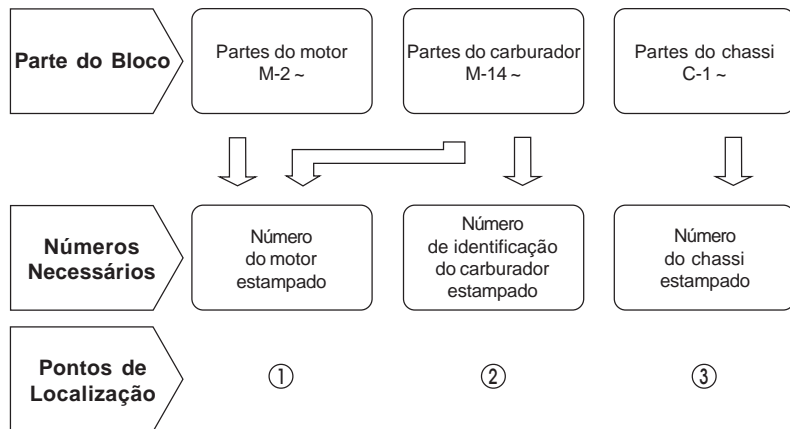 Parte do Bloco
Partes do motor
M-2 ~
Partes do carburador
M-14 ~
Partes do chassi
C-1 ~
Números
Necessários
Número
do motor
estampado
Número
de identificação
do carburador
estampado
Número
do chassi
estampado
Pontos de
Localização
①
②
③